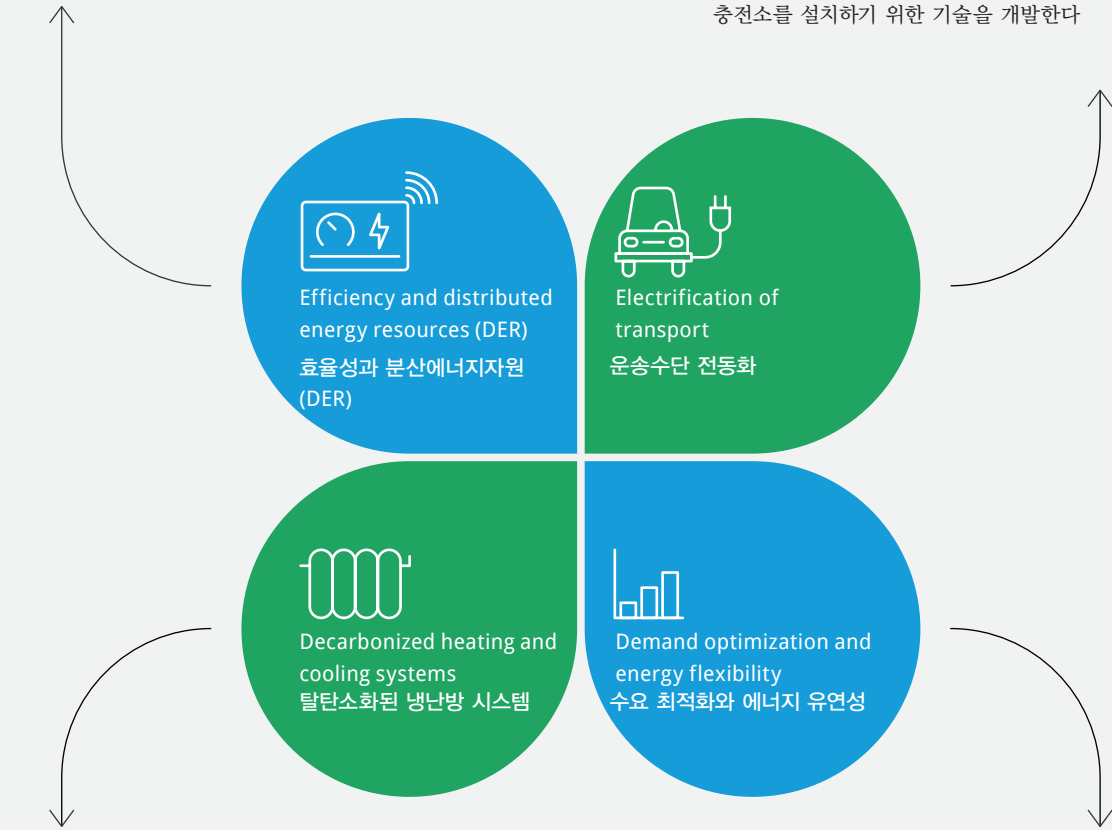 충전소를 설치하기 위한 기술을 개발한다
Efficiency and distributed
energy resources (DER)
효율성과 분산에너지자원
(DER)
Electrification of
transport
운송수단 전동화
Decarbonized heating and
cooling systems
탈탄소화된 냉난방 시스템
Demand optimization and
energy flexibility
수요 최적화와 에너지 유연성